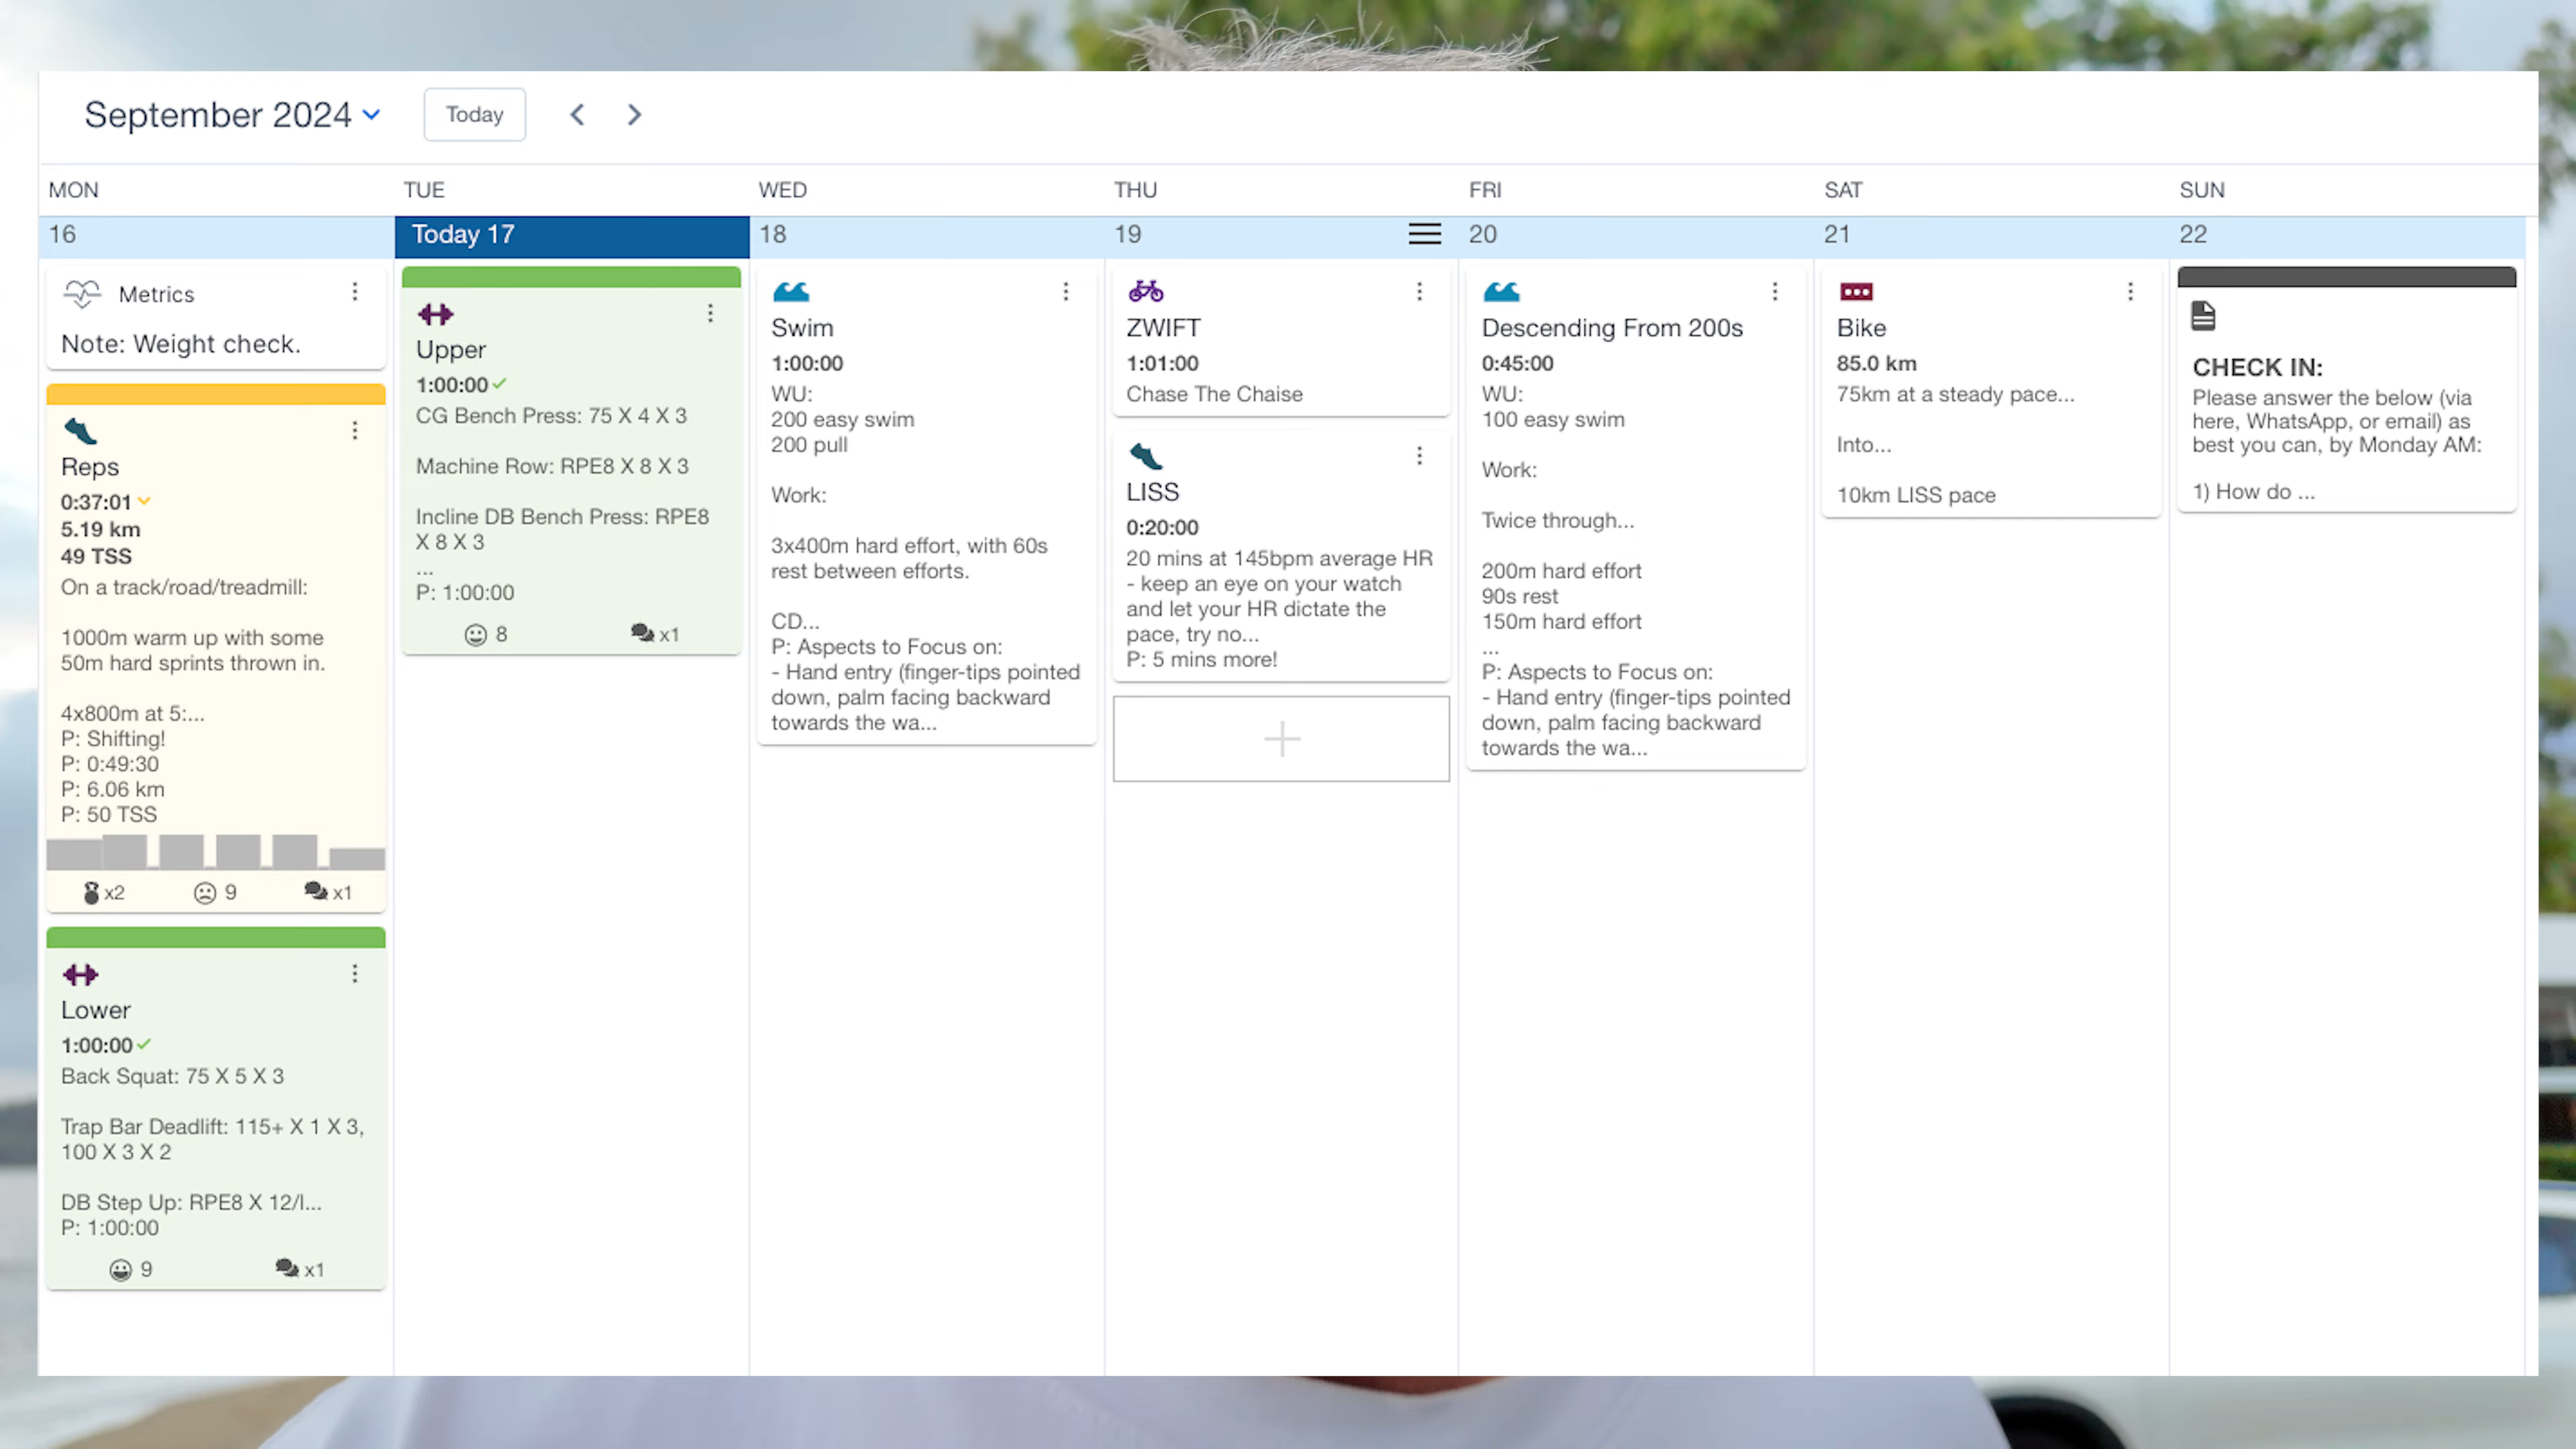 September 2024
Today
MON
TUE
WED
THU
FRI
SAT
SUN
16
Today 17
18
19
20
21
22
Metrics
Note: Weight check.
Reps
0:37:01
5.19 km
49 TSS
On a track/road/treadmill:
1000m warm up with some
50m hard sprints thrown in.
4x800m at 5:...
P: Shifting!
P: 0:49:30
P: 6.06 km
P: 50 TSS
x2
9
x1
Lower
1:00:00
Back Squat: 75 X 5 X 3
Trap Bar Deadlift: 115+ X 1 X 3,
100 X 3 X 2
DB Step Up: RPE8 X 12/l...
P: 1:00:00
9
x1
Upper
1:00:00
CG Bench Press: 75 X 4 X 3
Machine Row: RPE8 X 8 X 3
Incline DB Bench Press: RPE8
X 8 X 3
...
P: 1:00:00
8
x1
Swim
1:00:00
WU:
200 easy swim
200 pull
Work:
3x400m hard effort, with 60s
rest between efforts.
CD...
P: Aspects to Focus on:
- Hand entry (finger-tips pointed
down, palm facing backward
towards the wa...
ZWIFT
1:01:00
Chase The Chaise
LISS
0:20:00
20 mins at 145bpm average HR
- keep an eye on your watch
and let your HR dictate the
pace, try no...
P: 5 mins more!
Descending From 200s
0:45:00
WU:
100 easy swim
Work:
Twice through...
200m hard effort
90s rest
150m hard effort
...
P: Aspects to Focus on:
- Hand entry (finger-tips pointed
down, palm facing backward
towards the wa...
Bike
85.0 km
75km at a steady pace...
Into...
10km LISS pace
CHECK IN:
Please answer the below (via
here, WhatsApp, or email) as
best you can, by Monday AM:
1) How do ...